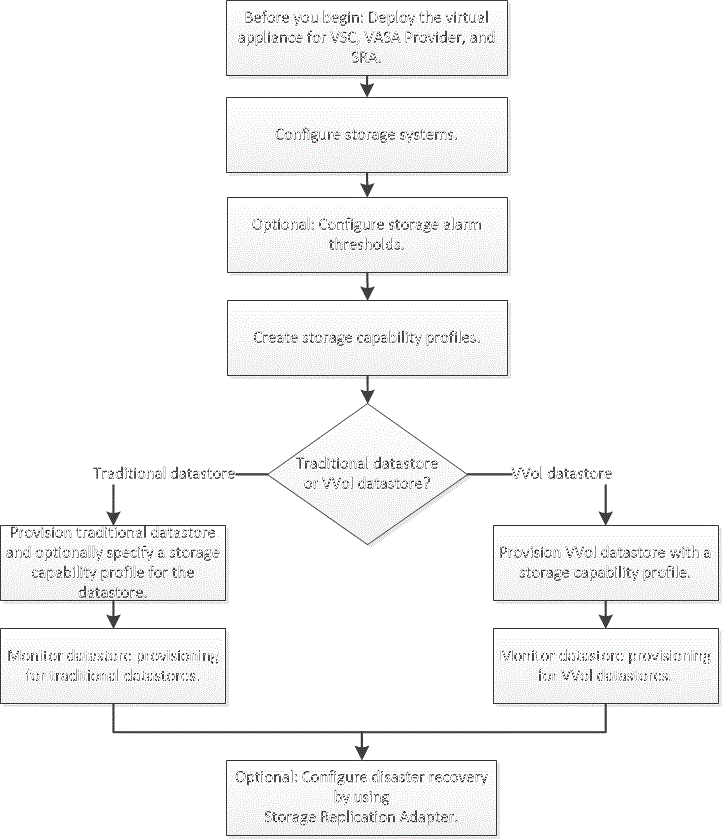 Before you begin: Deploy the virtual
appliance for VSC, VASA Provider, and
SRA.
Configure storage systems.
Optional: Configure storage alarm
thresholds.
Create storage capability profiles.
Traditional datastore
or VVol datastore?
Traditional datastore
VVol datastore
Provision traditional datastore
and optionally specify a storage
capability profile for the
datastore.
Provision VVol datastore with a
storage capability profile.
Monitor datastore provisioning
for traditional datastores.
Monitor datastore provisioning
for VVol datastores.
Optional: Configure disaster recovery
by using
Storage Replication Adapter.